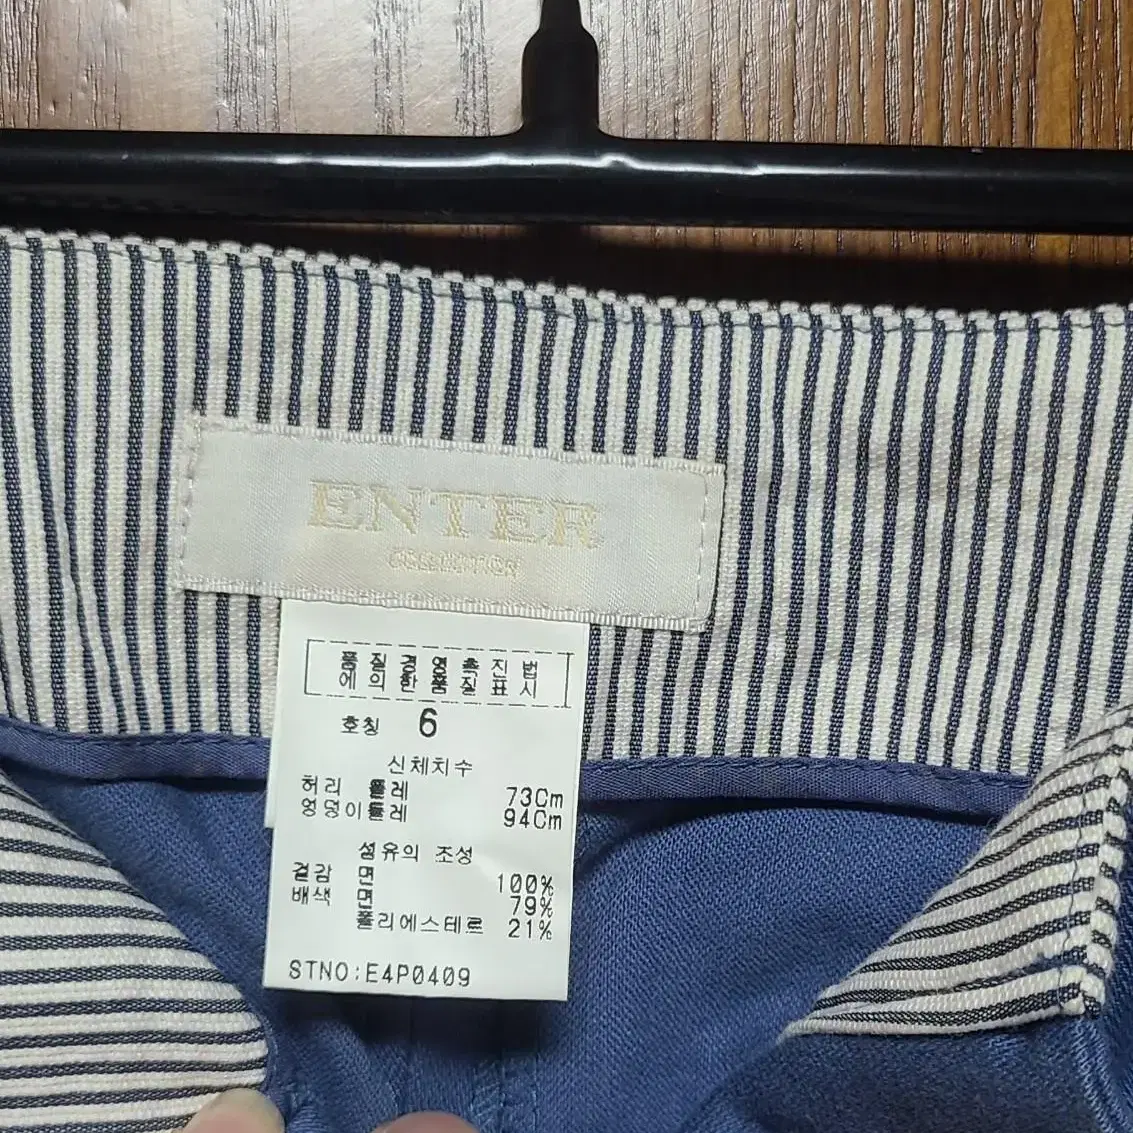 ENTER
COLLECTION
품질경영촉진법
에의한품질표시
호칭 6
신체치수
허리 둘레 73Cm
엉덩이둘레 94Cm
섬유의 조성
겉감 면 100%
배색 면 79%
폴리에스테르 21%
STNO:E4P0409